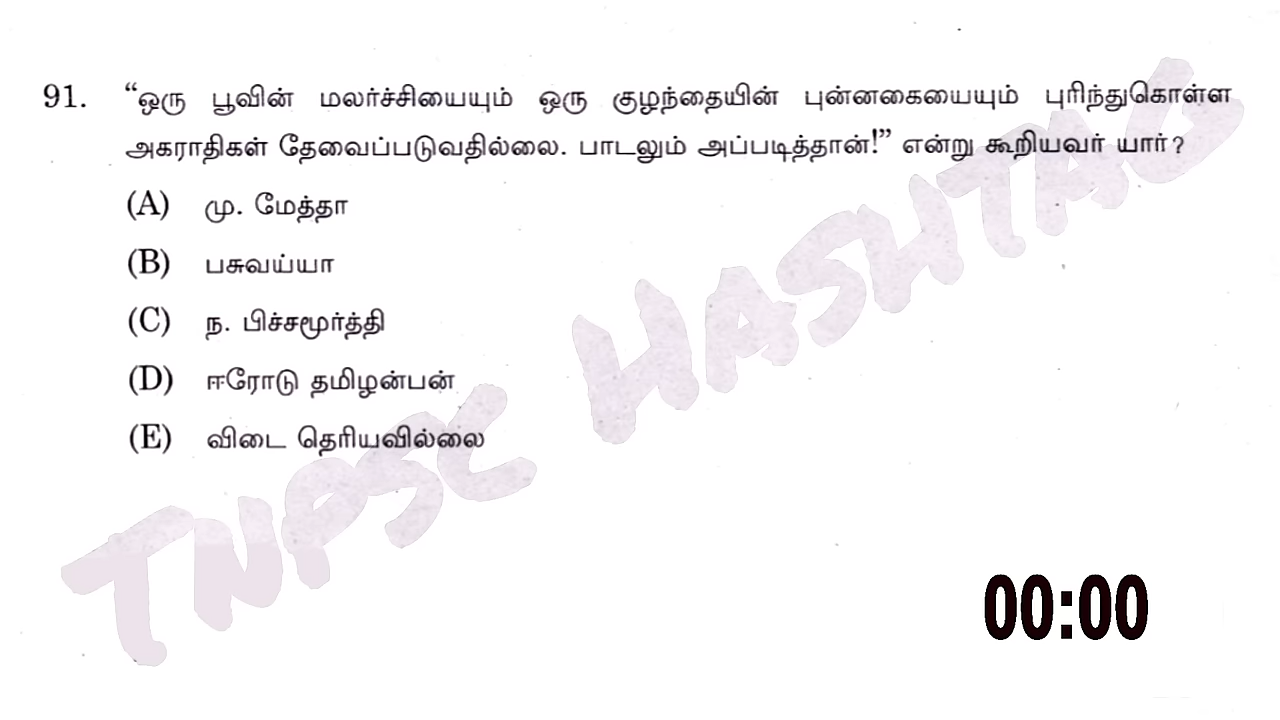 91. “ஒரு பூவின் மலர்ச்சியையும் ஒரு குழந்தையின் புன்னகையையும் புரிந்துகொள்ள
அகராதிகள் தேவைப்படுவதில்லை. பாடலும் அப்படித்தான்!” என்று கூறியவர் யார் ?
(A) மு. மேத்தா
(B) பசுவய்யா
(C) ந. பிச்சமூர்த்தி
(D) ஈரோடு தமிழன்பன்
(E) விடை தெரியவில்லை
TNPSC HASHTAG
00:00